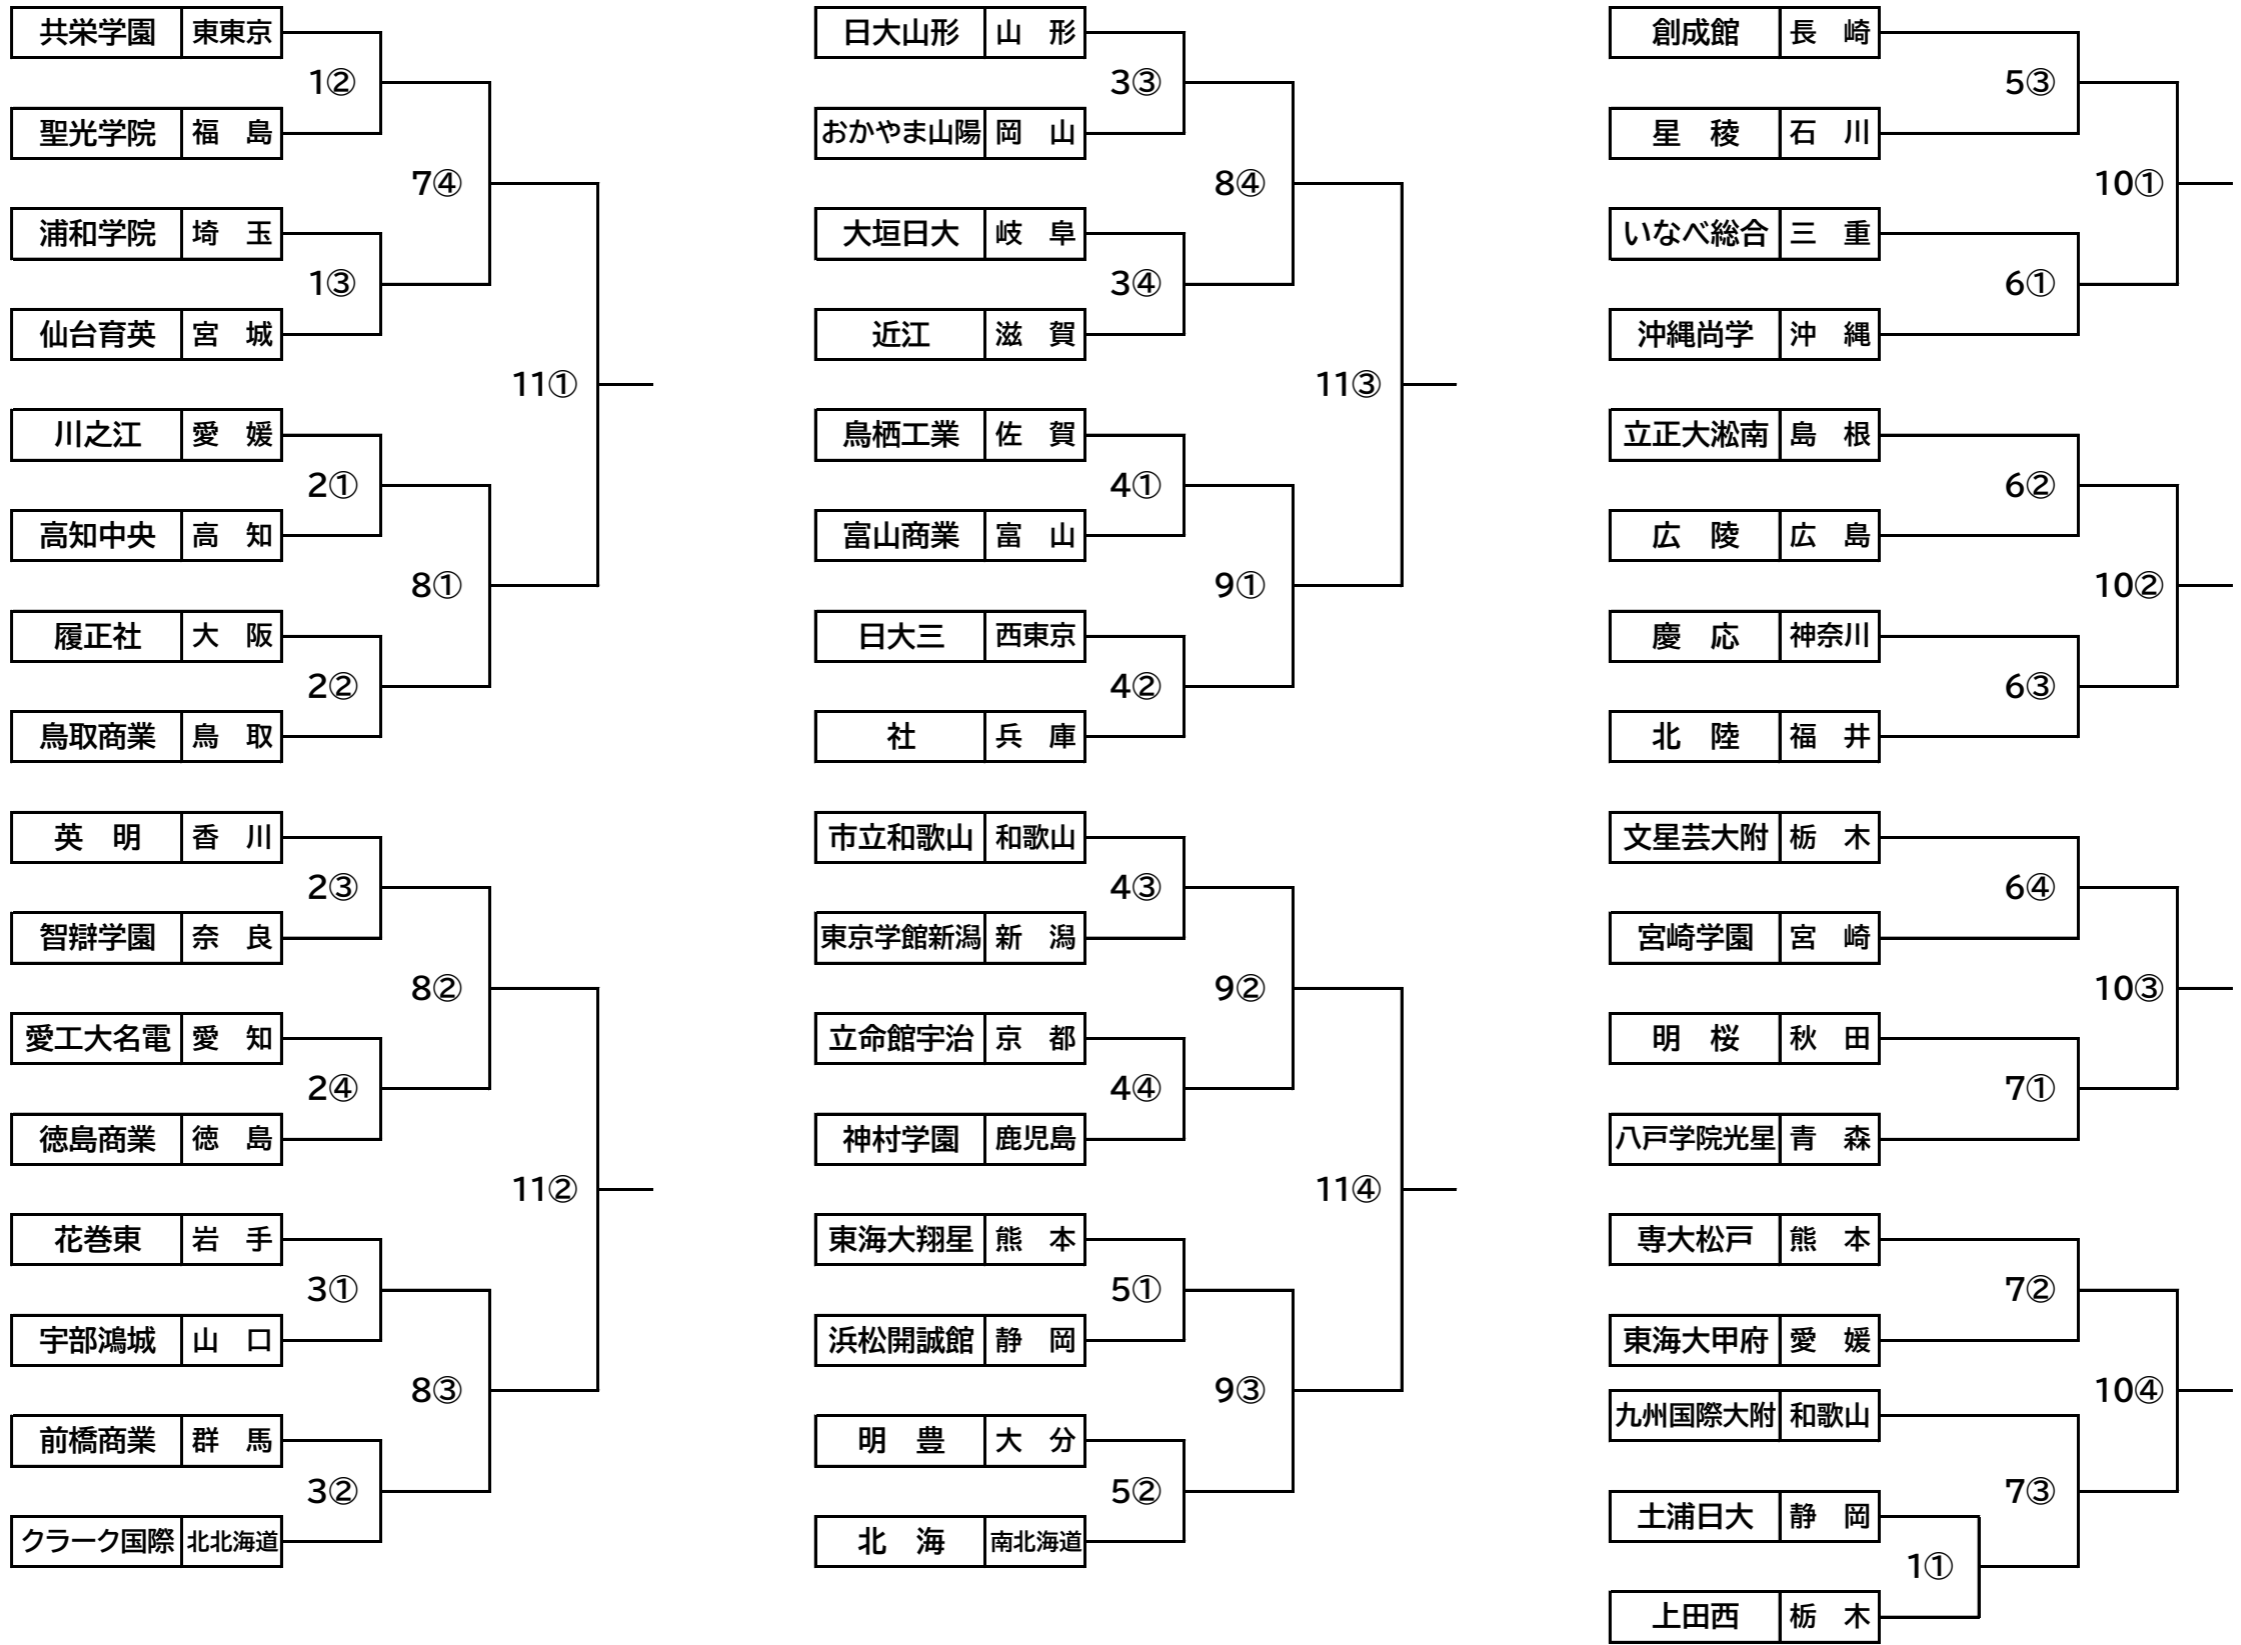 共栄学園 東東京
1②
聖光学院 福　島
7④
浦和学院 埼　玉
1③
仙台育英 宮　城
11①
川之江 愛　媛
2①
高知中央 高　知
8①
履正社 大　阪
2②
鳥取商業 鳥　取
英　明 香　川
2③
智辯学園 奈　良
8②
愛工大名電 愛　知
2④
徳島商業 徳　島
11②
花巻東 岩　手
3①
宇部鴻城 山　口
8③
前橋商業 群　馬
3②
クラーク国際 北北海道
日大山形 山　形
3③
おかやま山陽 岡　山
8④
大垣日大 岐　阜
3④
近江 滋　賀
11③
鳥栖工業 佐　賀
4①
富山商業 富　山
9①
日大三 西東京
4②
社 兵　庫
市立和歌山 和歌山
4③
東京学館新潟 新　潟
9②
立命館宇治 京　都
4④
神村学園 鹿児島
11④
東海大翔星 熊　本
5①
浜松開誠館 静　岡
9③
明　豊 大　分
5②
北　海 南北海道
創成館 長　崎
5③
星　稜 石　川
10①
いなべ総合 三　重
6①
沖縄尚学 沖　縄
立正大淞南 島　根
6②
広　陵 広　島
10②
慶　応 神奈川
6③
北　陸 福　井
文星芸大附 栃　木
6④
宮崎学園 宮　崎
10③
明　桜 秋　田
7①
八戸学院光星 青　森
専大松戸 熊　本
7②
東海大甲府 愛　媛
10④
九州国際大附 和歌山
7③
土浦日大 静　岡
1①
上田西 栃　木